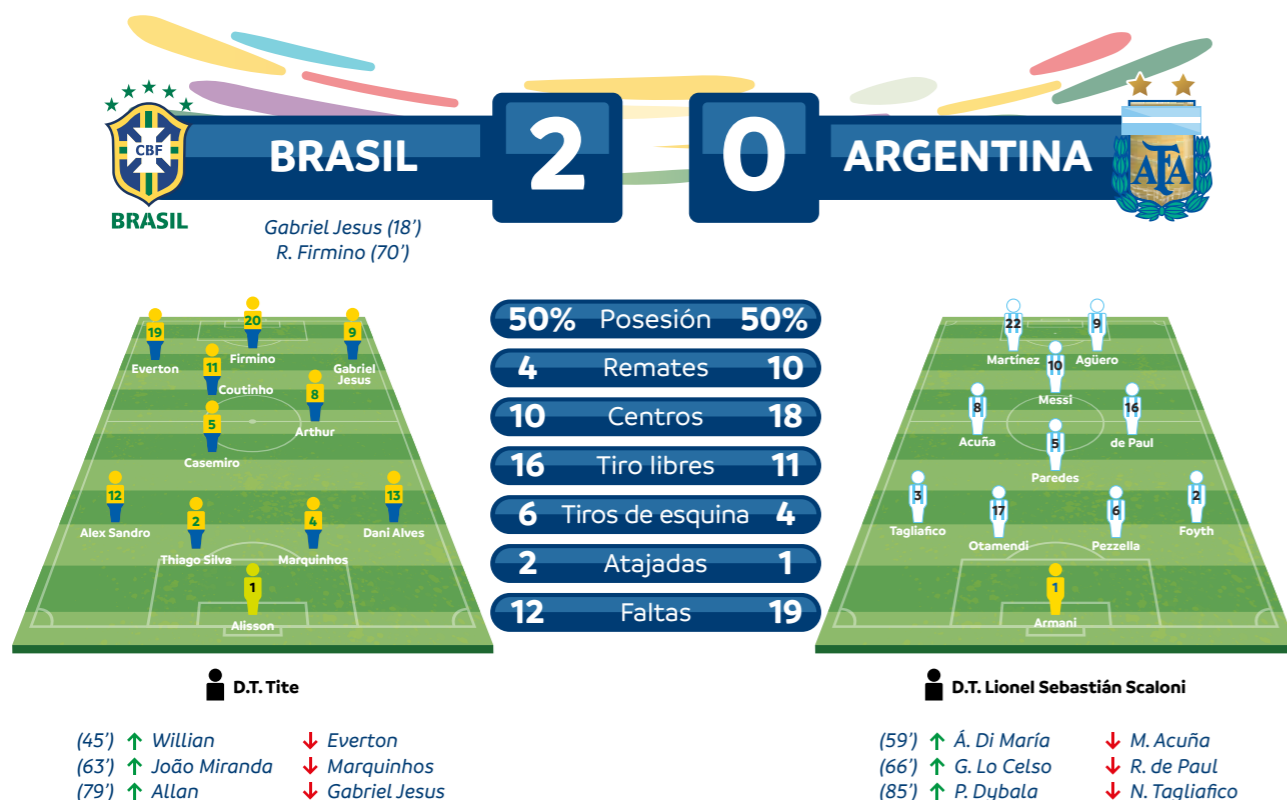 BRASIL 2 0 ARGENTINA
CBF
BRASIL
AFA
Gabriel Jesus (18')
R. Firmino (70')
50% Posesión 50%
4 Remates 10
10 Centros 18
16 Tiro libres 11
6 Tiros de esquina 4
2 Atajadas 1
12 Faltas 19
19 Everton
20 Firmino
9 Gabriel
Jesus
11 Coutinho
8 Arthur
5 Casemiro
12 Alex Sandro
2 Thiago Silva
4 Marquinhos
13 Dani Alves
1 Alisson
22 Martínez
9 Agüero
10 Messi
8 Acuña
16 de Paul
5 Paredes
3 Tagliafico
17 Otamendi
6 Pezzella
2 Foyth
1 Armani
D.T. Tite
(45') ↑ Willian ↓ Everton
(63') ↑ João Miranda ↓ Marquinhos
(79') ↑ Allan ↓ Gabriel Jesus
D.T. Lionel Sebastián Scaloni
(59') ↑ Á. Di María ↓ M. Acuña
(66') ↑ G. Lo Celso ↓ R. de Paul
(85') ↑ P. Dybala ↓ N. Tagliafico